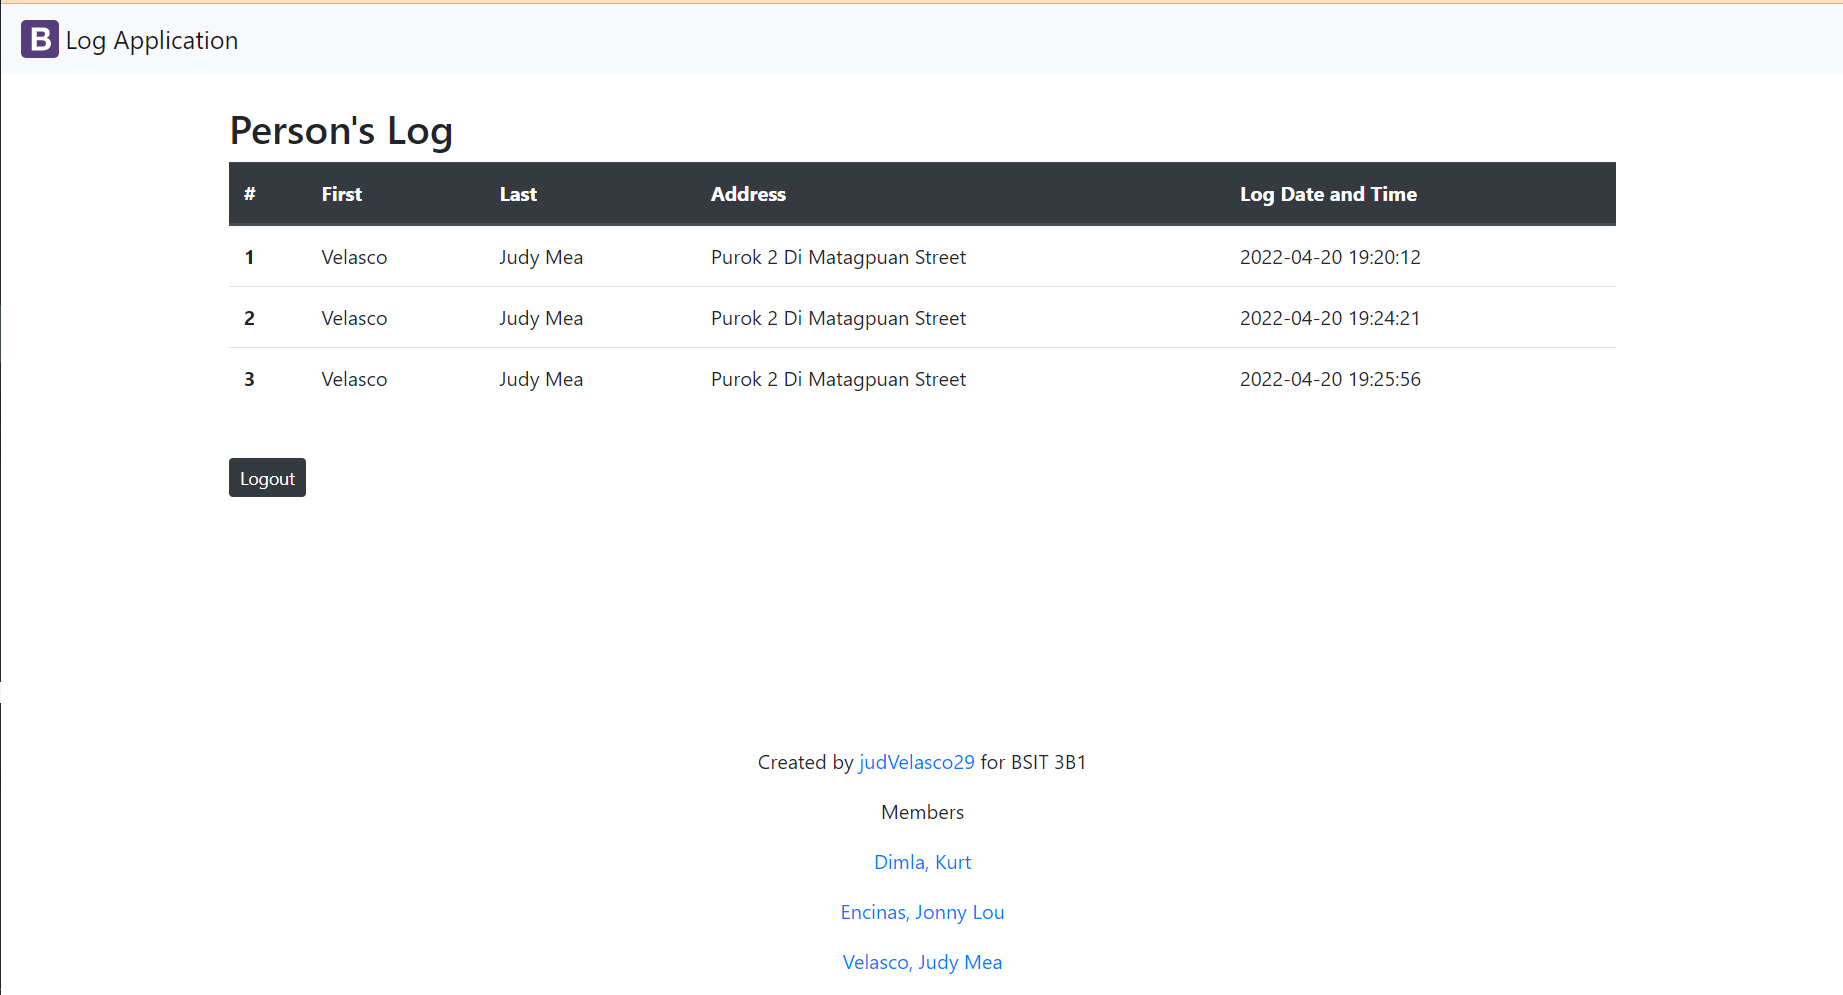 B Log Application
Person's Log
# First Last Address Log Date and Time
1 Velasco Judy Mea Purok 2 Di Matagpuan Street 2022-04-20 19:20:12
2 Velasco Judy Mea Purok 2 Di Matagpuan Street 2022-04-20 19:24:21
3 Velasco Judy Mea Purok 2 Di Matagpuan Street 2022-04-20 19:25:56
Logout
Created by judVelasco29 for BSIT 3B1
Members
Dimla, Kurt
Encinas, Jonny Lou
Velasco, Judy Mea